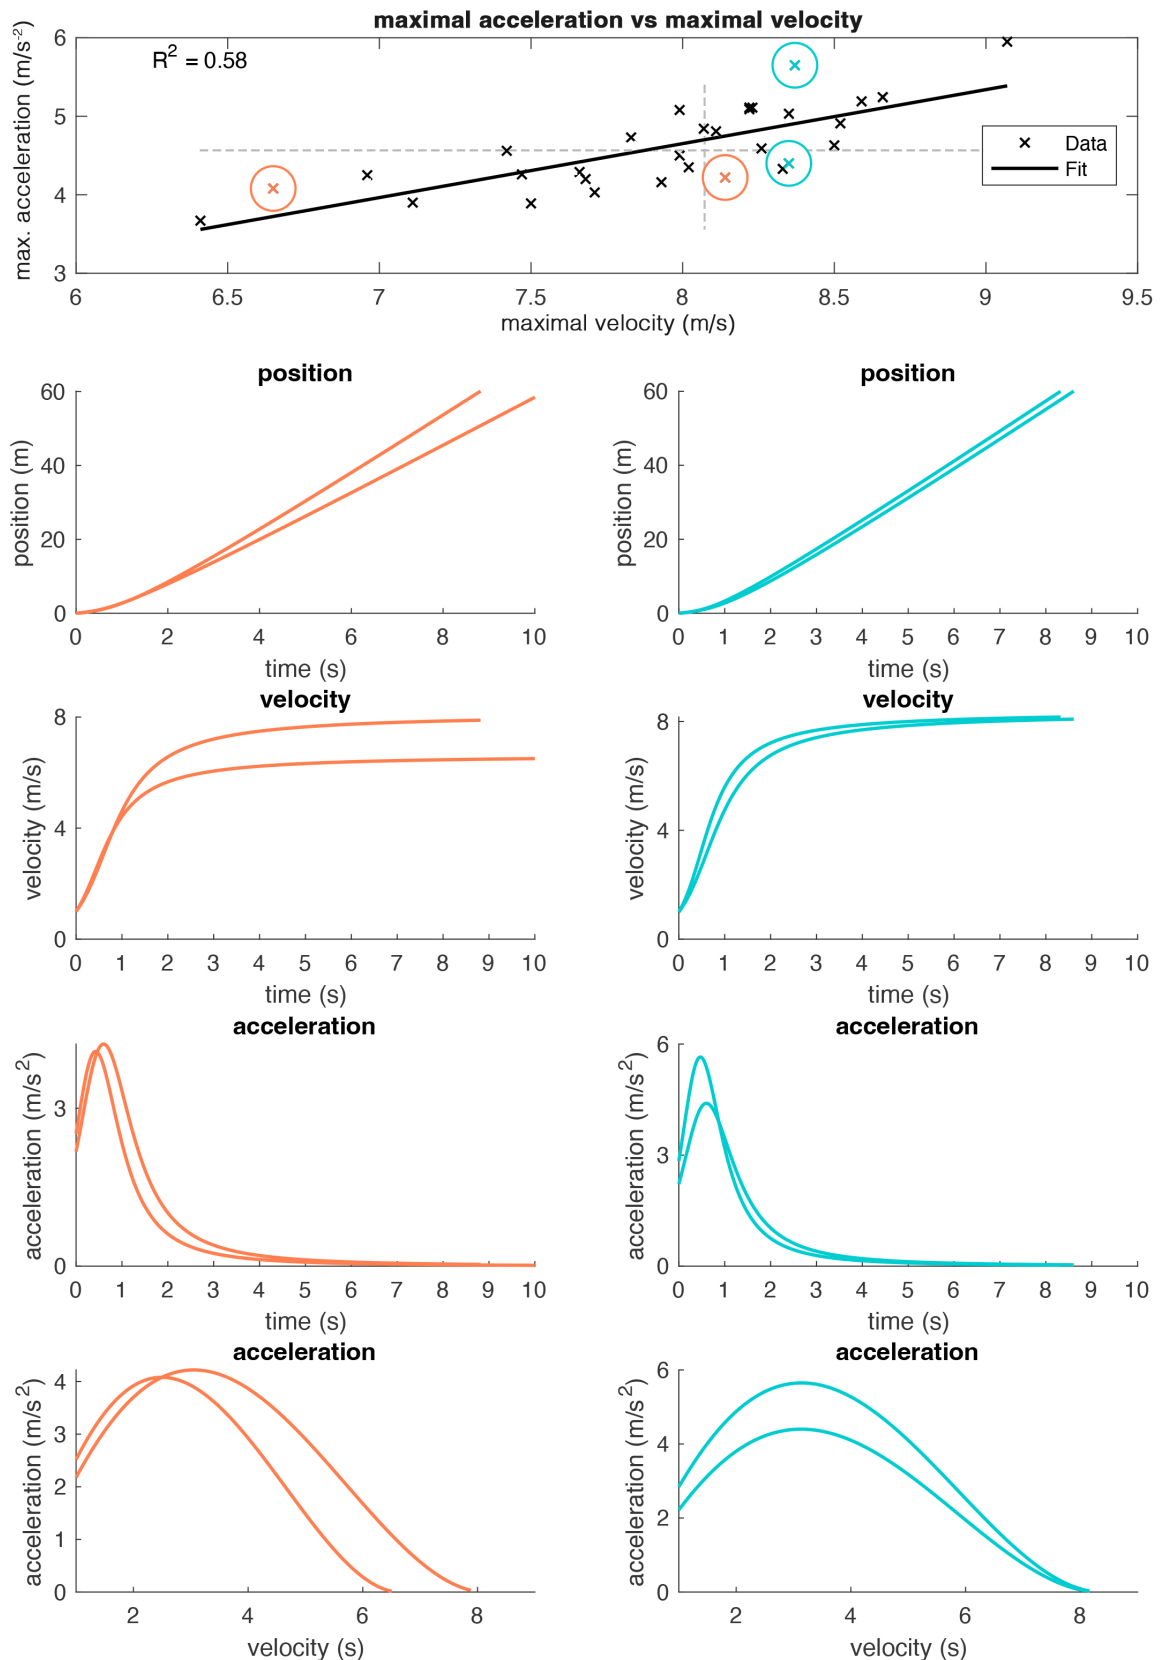 maximal acceleration vs maximal velocity
max. acceleration (m/s⁻²)
6
5
4
3
R² = 0.58
Data
Fit
6 6.5 7 7.5 8 8.5 9 9.5
maximal velocity (m/s)
position
position (m)
60
40
20
0
0 2 4 6 8 10
time (s)
position
position (m)
60
40
20
0
0 1 2 3 4 5 6 7 8 9 10
time (s)
velocity
velocity (m/s)
8
4
0
0 1 2 3 4 5 6 7 8 9 10
time (s)
velocity
velocity (m/s)
8
4
0
0 1 2 3 4 5 6 7 8 9 10
time (s)
acceleration
acceleration (m/s²)
3
0
0 1 2 3 4 5 6 7 8 9 10
time (s)
acceleration
acceleration (m/s²)
6
3
0
0 1 2 3 4 5 6 7 8 9 10
time (s)
acceleration
acceleration (m/s²)
4
3
2
1
0
2 4 6 8
velocity (s)
acceleration
acceleration (m/s²)
6
4
2
0
2 4 6 8
velocity (s)